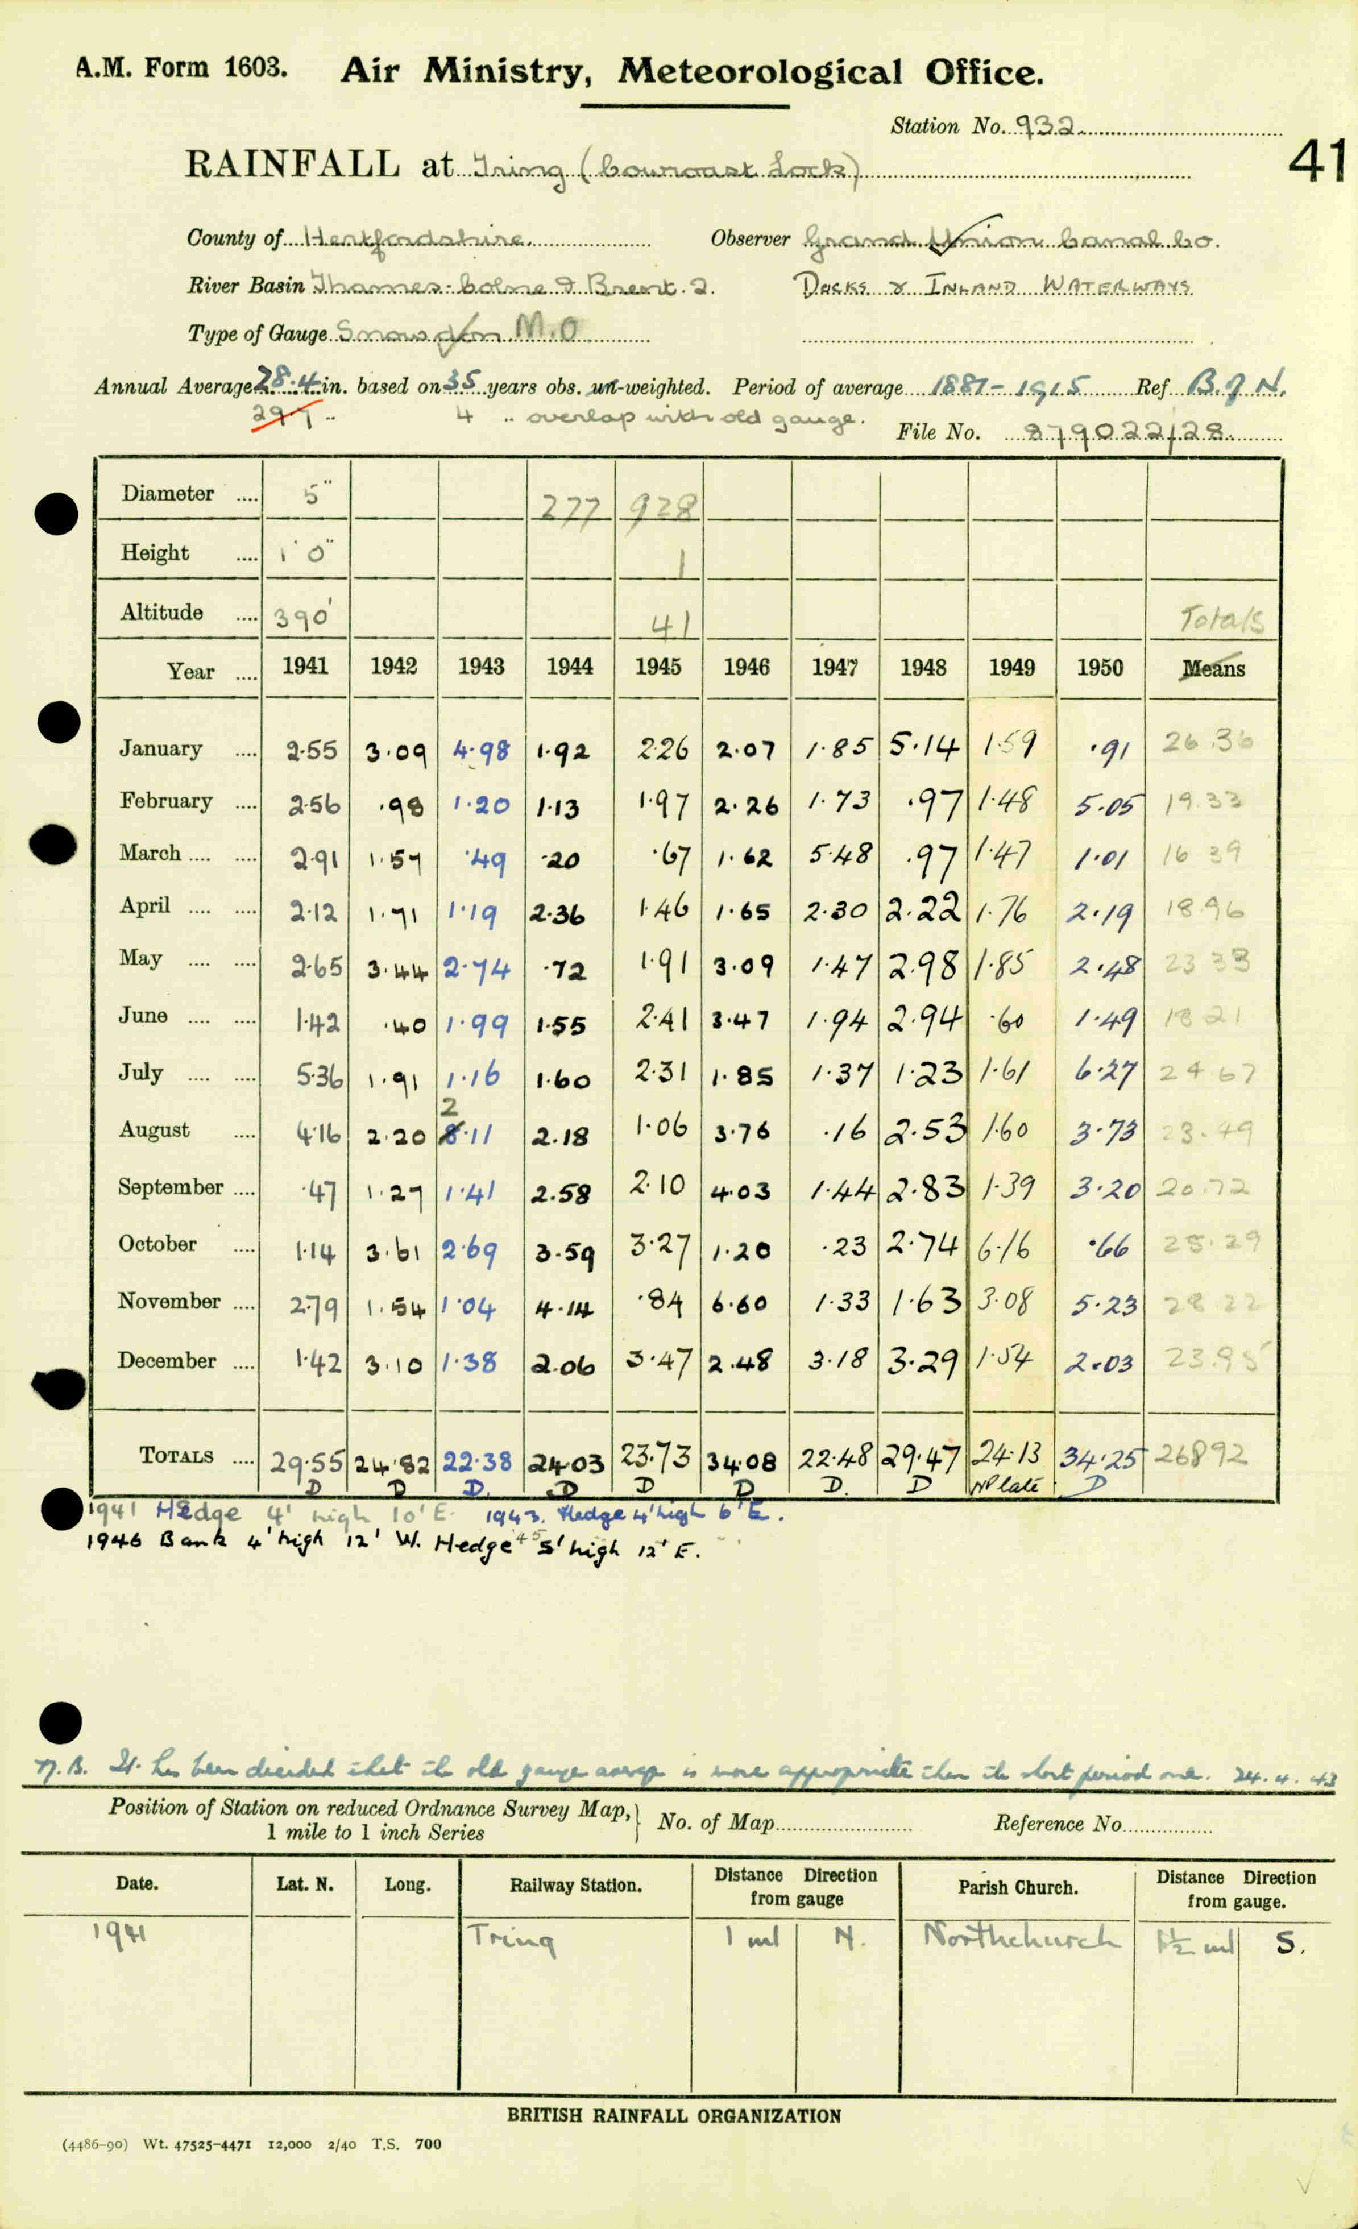 A.M. Form 1603. Air Ministry, Meteorological Office.
Station No. 932
41
RAINFALL at Tring (Cowroast Lock)
County of Hertfordshire Observer Grand Union Canal Co.
River Basin Thames - Colne & Brent. 2. Docks & Inland Waterways
Type of Gauge Snowdon M.O
Annual Average 28.4 in. based on 35 years obs. un-weighted. Period of average 1881-1915 Ref B.J.N.
29.7 .. 4 .. overlap with old gauge.
File No. 879022/28
Diameter .... 5" 277 928
Height .... 1' 0" 1
Altitude .... 390' 41 Totals
Year .... 1941 1942 1943 1944 1945 1946 1947 1948 1949 1950 Means
January .... 2.55 3.09 4.98 1.92 2.26 2.07 1.85 5.14 1.59 .91 26.36
February .... 2.56 .98 1.20 1.13 1.97 2.26 1.73 .97 1.48 5.05 19.33
March .... .... 2.91 1.57 .49 .20 .67 1.62 5.48 .97 1.47 1.01 16 39
April .... .... 2.12 1.71 1.19 2.36 1.46 1.65 2.30 2.22 1.76 2.19 18.96
May .... .... 2.65 3.44 2.74 .72 1.91 3.09 1.47 2.98 1.85 2.48 23 33
June .... .... 1.42 .40 1.99 1.55 2.41 3.47 1.94 2.94 .60 1.49 18 21
July .... .... 5.36 1.91 1.16 1.60 2.31 1.85 1.37 1.23 1.61 6.27 24 67
2
August .... 4.16 2.20 8.11 2.18 1.06 3.76 .16 2.53 1.60 3.73 23.49
September .... .47 1.27 1.41 2.58 2.10 4.03 1.44 2.83 1.39 3.20 20.72
October .... 1.14 3.61 2.69 3.59 3.27 1.20 .23 2.74 6.16 .66 25.29
November .... 2.79 1.54 1.04 4.14 .84 6.60 1.33 1.63 3.08 5.23 28 22
December .... 1.42 3.10 1.38 2.06 3.47 2.48 3.18 3.29 1.54 2.03 23.95
TOTALS .... 29.55 24.82 22.38 24.03 23.73 34.08 22.48 29.47 24.13 34.25 268 92
D D D. D D D D. D NP late D
1941 Hedge 4' high 10' E. 1943. Hedge 4' high 6' E.
1946 Bank 4' high 12' W. Hedge 45 5' high 12' E.
N.B. It has been decided that the old gauge average is more appropriate than the short period one. 24.4.43
Position of Station on reduced Ordnance Survey Map, No. of Map Reference No.
1 mile to 1 inch Series
Date. Lat. N. Long. Railway Station. Distance Direction from gauge Parish Church. Distance Direction from gauge.
1941 Tring 1 ml N. Northchurch 1½ ml S.
BRITISH RAINFALL ORGANIZATION
(4486-90) Wt. 47525-4471 12,000 2/40 T.S. 700